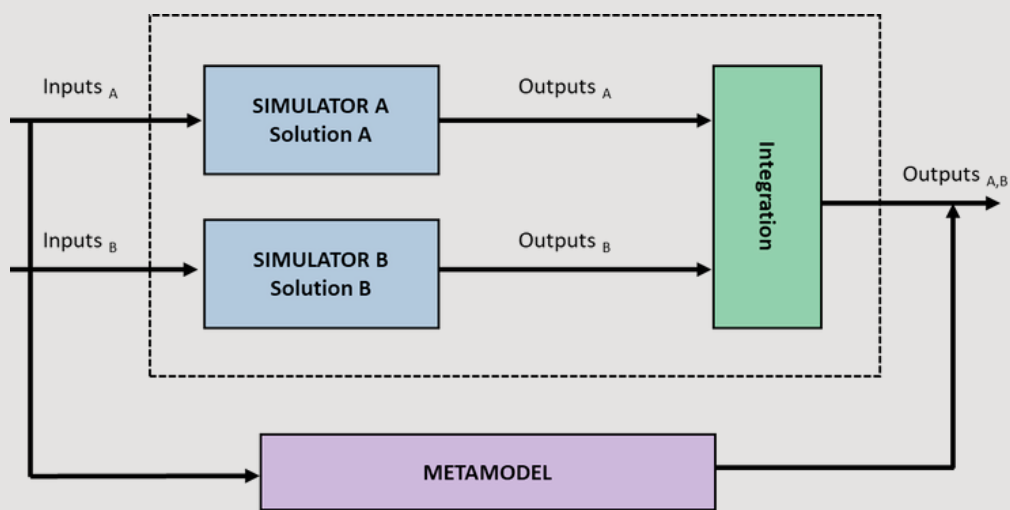 Inputs A
SIMULATOR A
Solution A
Outputs A
Integration
Outputs A,B
Inputs B
SIMULATOR B
Solution B
Outputs B
METAMODEL